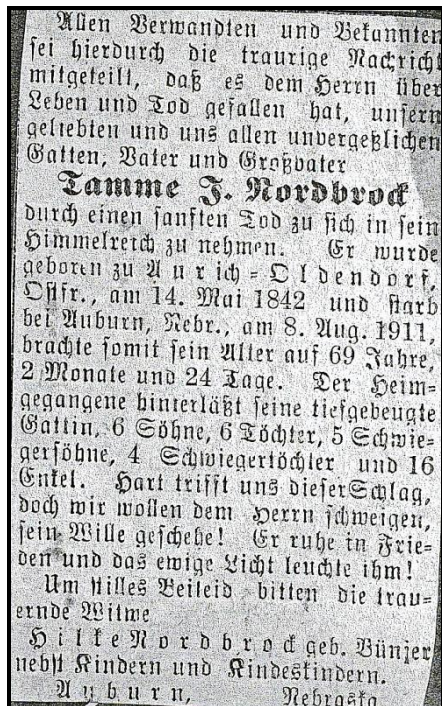 Allen Verwandten und Bekannten
sei hierdurch die traurige Nachricht
mitgeteilt, daß es dem Herrn über
Leben und Tod gefallen hat, unsern
geliebten und uns allen unvergeßlichen
Gatten, Vater und Großvater
Tamme J. Nordbrock
durch einen sanften Tod zu sich in sein
Himmelreich zu nehmen. Er wurde
geboren zu Aurich=Oldendorf,
Ostfr., am 14. Mai 1842 und starb
bei Auburn, Nebr., am 8. Aug. 1911,
brachte somit sein Alter auf 69 Jahre,
2 Monate und 24 Tage. Der Heim-
gegangene hinterläßt seine tiefgebeugte
Gattin, 6 Söhne, 6 Töchter, 5 Schwie-
gersöhne, 4 Schwiegertöchter und 16
Enkel. Hart trifft uns dieser Schlag,
doch wir wollen dem Herrn schweigen,
sein Wille geschehe! Er ruhe in Frie-
den und das ewige Licht leuchte ihm!
Um stilles Beileid bitten die trau-
ernde Witwe
Hilke Nordbrock geb. Bünjer
nebst Kindern und Kindeskindern.
Auburn, Nebraska